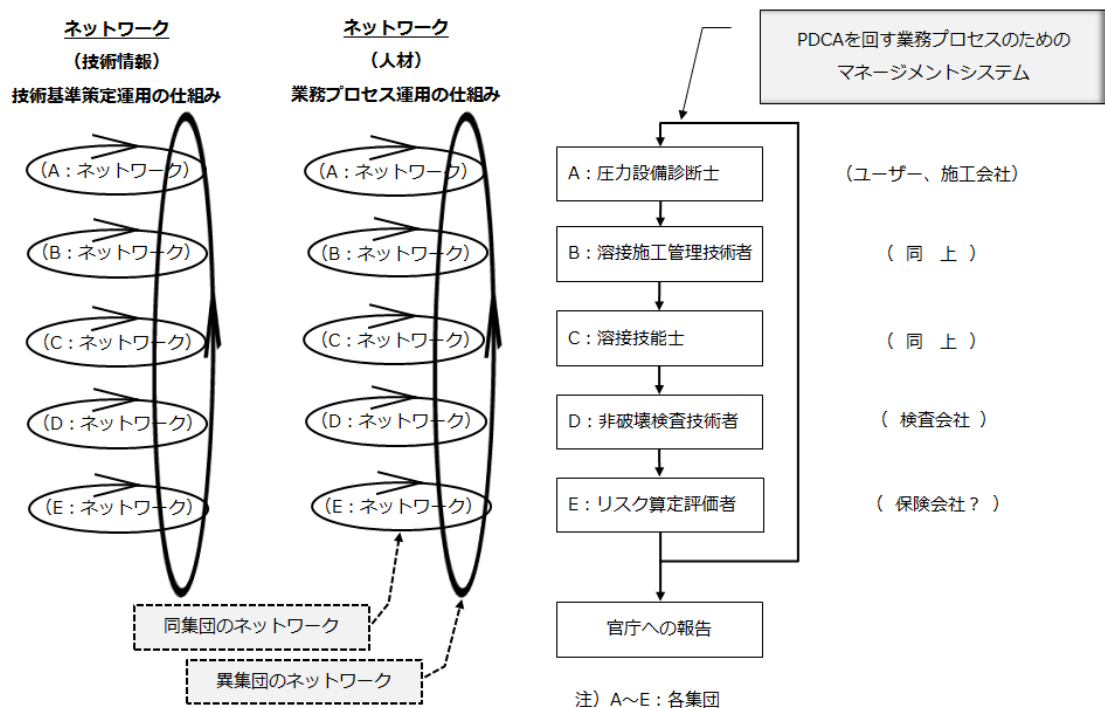 ネットワーク
（技術情報）
技術基準策定運用の仕組み
（A：ネットワーク）
（B：ネットワーク）
（C：ネットワーク）
（D：ネットワーク）
（E：ネットワーク）
ネットワーク
（人材）
業務プロセス運用の仕組み
（A：ネットワーク）
（B：ネットワーク）
（C：ネットワーク）
（D：ネットワーク）
（E：ネットワーク）
同集団のネットワーク
異集団のネットワーク
PDCAを回す業務プロセスのための
マネージメントシステム
A：圧力設備診断士
（ユーザー、施工会社）
B：溶接施工管理技術者
（ 同　上 ）
C：溶接技能士
（ 同　上 ）
D：非破壊検査技術者
（ 検査会社 ）
E：リスク算定評価者
（ 保険会社？ ）
官庁への報告
注）A～E：各集団